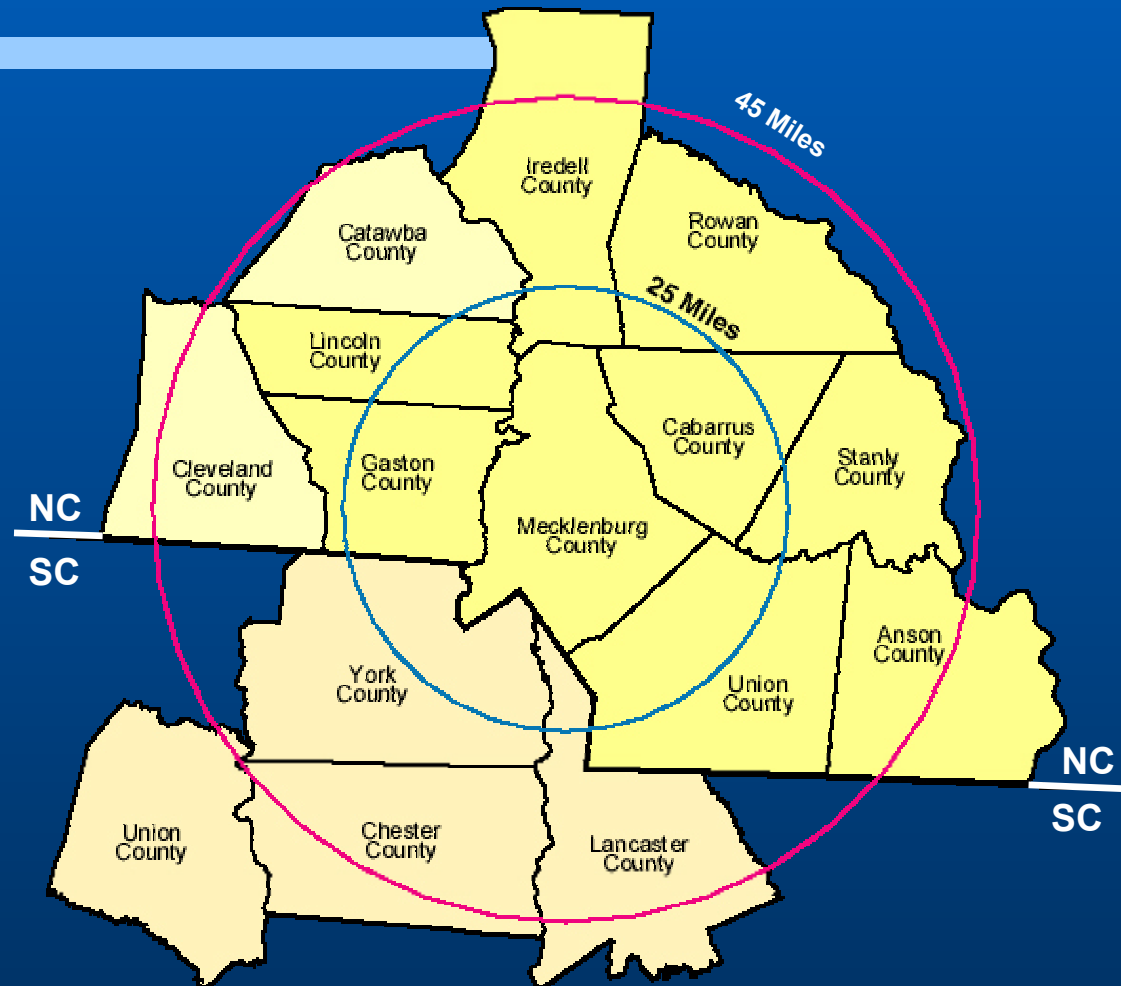 45 Miles
Iredell
County
Rowan
County
Catawba
County
25 Miles
Lincoln
County
Cabarrus
County
Stanly
County
Gaston
County
Cleveland
County
NC
Mecklenburg
County
SC
Anson
County
York
County
Union
County
NC
SC
Union
County
Chester
County
Lancaster
County